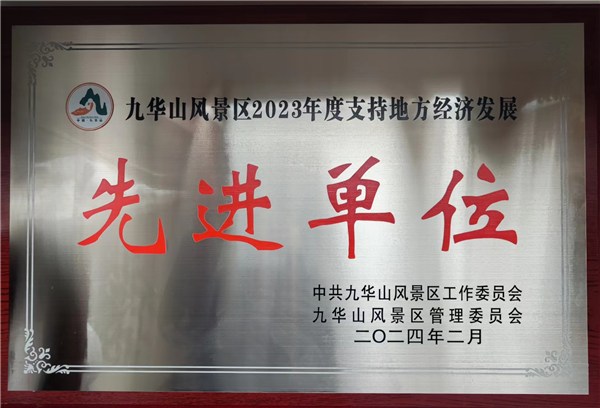 九华山风景区2023年度支持地方经济发展
先进单位
中共九华山风景区工作委员会
九华山风景区管理委员会
二〇二四年二月